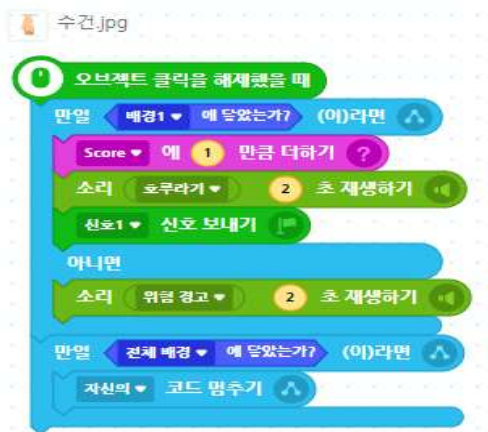 수건.jpg
오브젝트 클릭을 해제했을 때
만일 배경1 에 닿았는가? (이)라면
Score 에 1 만큼 더하기 ?
소리 호루라기 2 초 재생하기
신호1 신호 보내기
아니면
소리 위험 경고 2 초 재생하기
만일 전체 배경 에 닿았는가? (이)라면
자신의 코드 멈추기